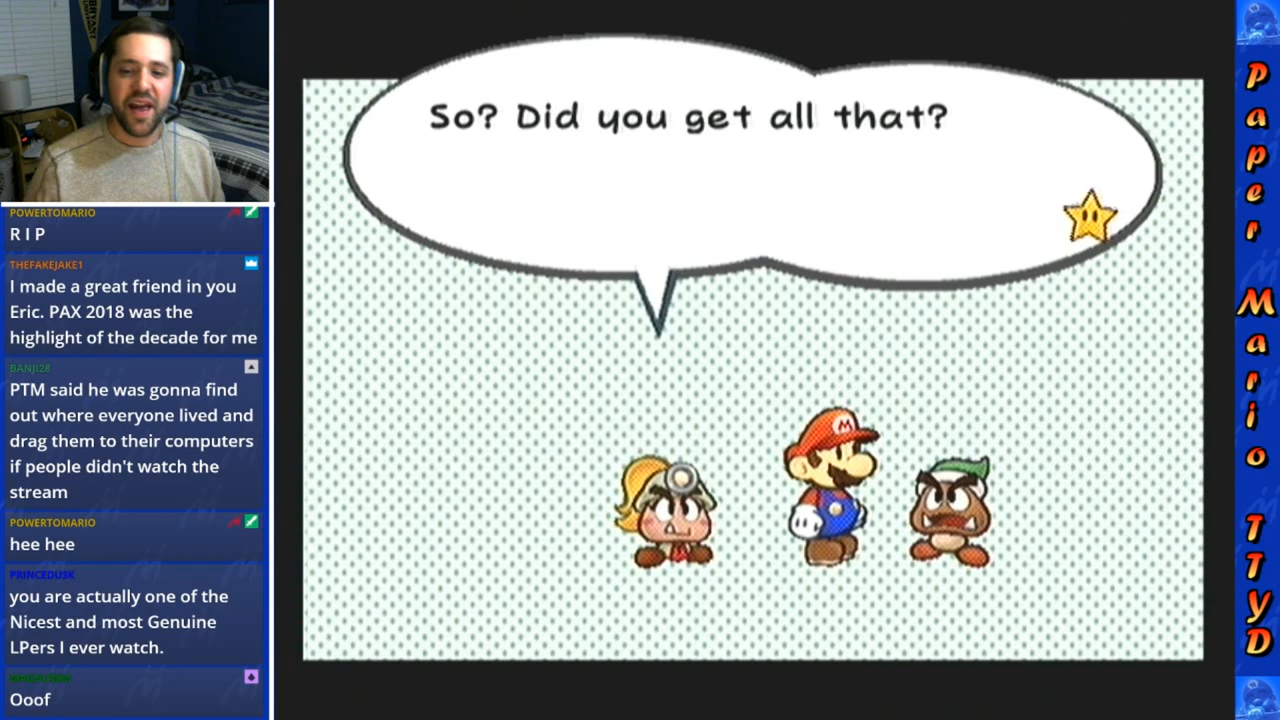 So? Did you get all that?
POWERTOMARIO
R I P
THEFAKEJAKE1
I made a great friend in you
Eric. PAX 2018 was the
highlight of the decade for me
BANJI28
PTM said he was gonna find
out where everyone lived and
drag them to their computers
if people didn't watch the
stream
POWERTOMARIO
hee hee
PRINCEDUSK
you are actually one of the
Nicest and most Genuine
LPers I ever watch.
Ooof
Paper Mario TTYD
M